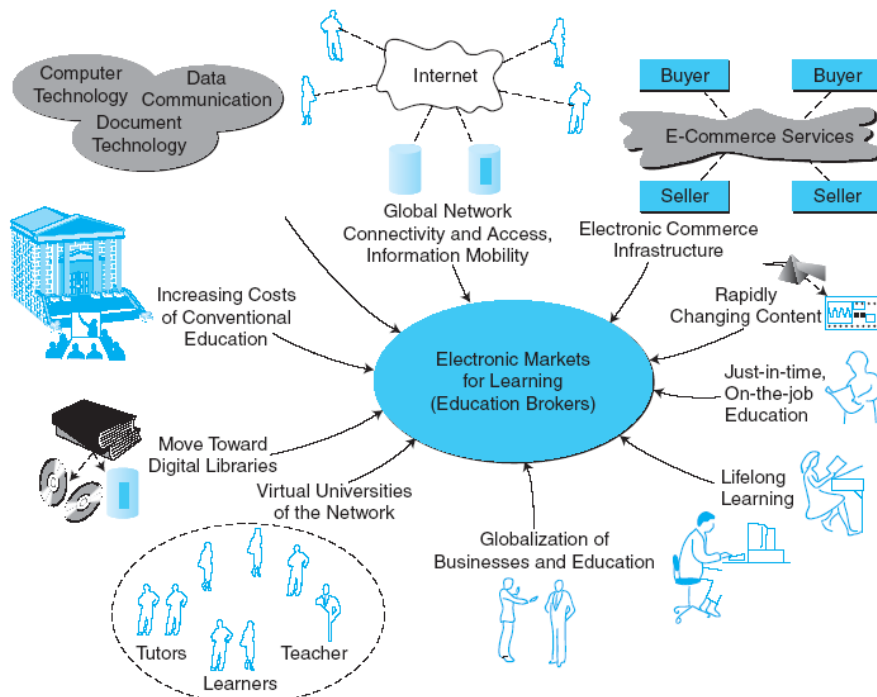 Computer
Technology
Data
Communication
Document
Technology
Internet
Buyer
Buyer
E-Commerce Services
Seller
Seller
Global Network
Connectivity and Access,
Information Mobility
Electronic Commerce
Infrastructure
Increasing Costs
of Conventional
Education
Rapidly
Changing Content
Electronic Markets
for Learning
(Education Brokers)
Just-in-time,
On-the-job
Education
Move Toward
Digital Libraries
Virtual Universities
of the Network
Lifelong
Learning
Globalization of
Businesses and Education
Tutors
Teacher
Learners